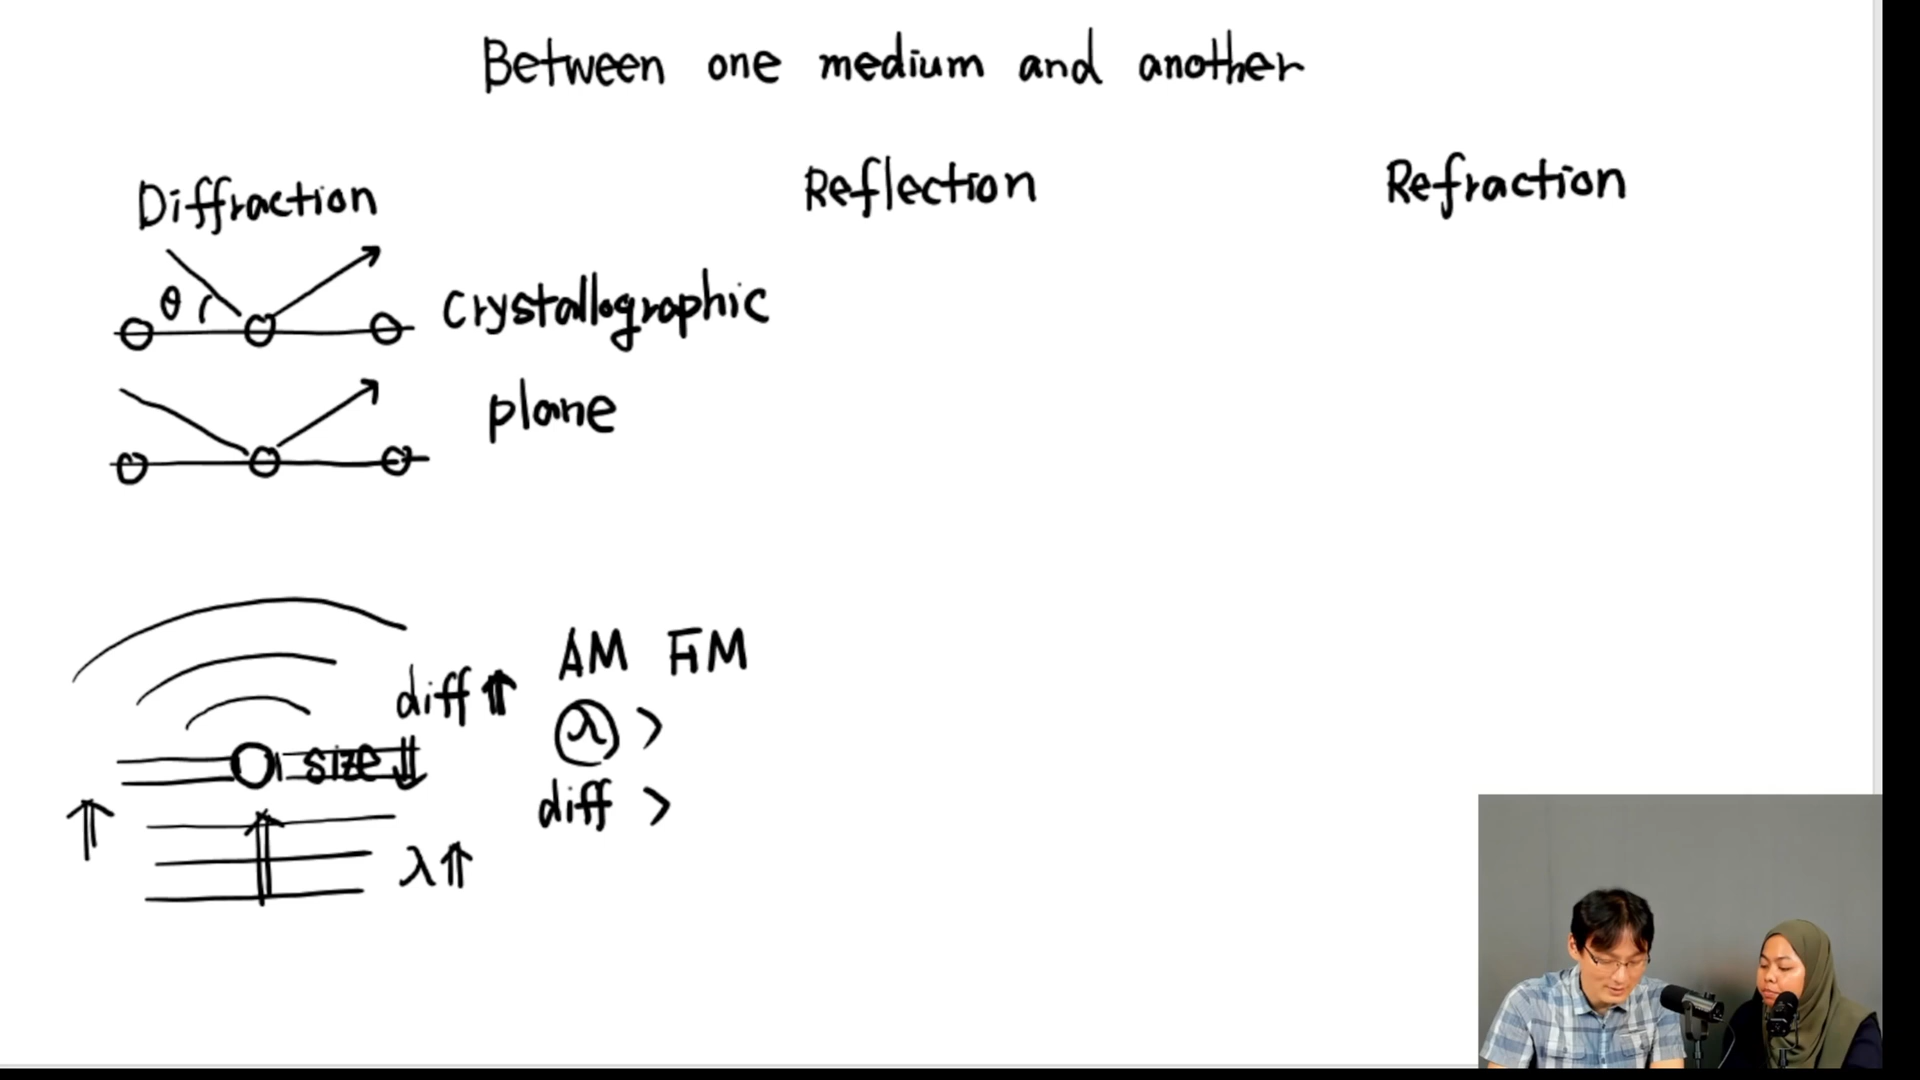 Between one medium and another
Diffraction
Reflection
Refraction
θ
crystallographic
plane
diff ⇑
AM FM
λ >
size ⇓
diff >
λ ⇑